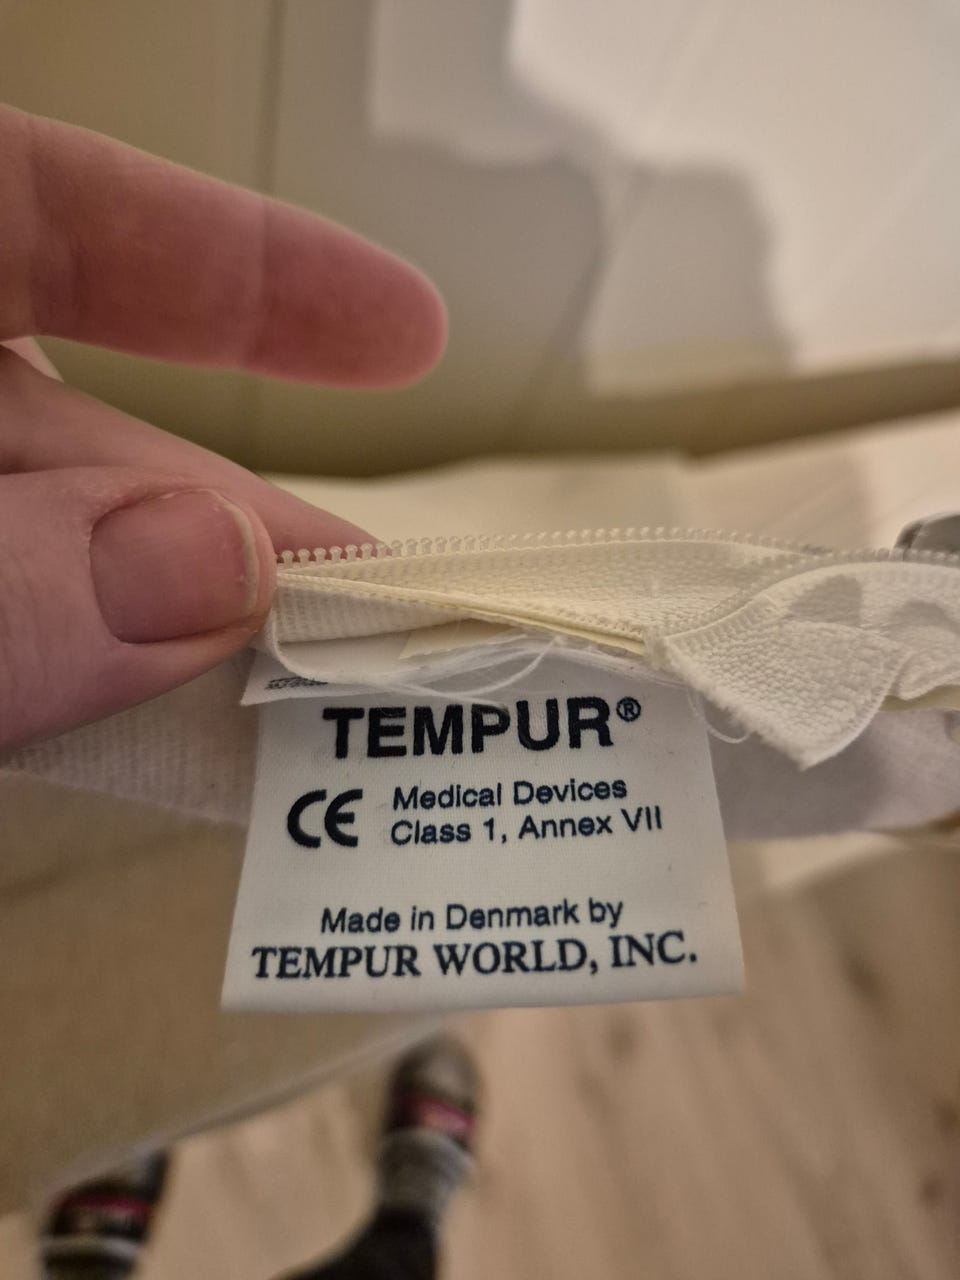 TEMPUR®
CE Medical Devices
Class 1, Annex VII
Made in Denmark by
TEMPUR WORLD, INC.